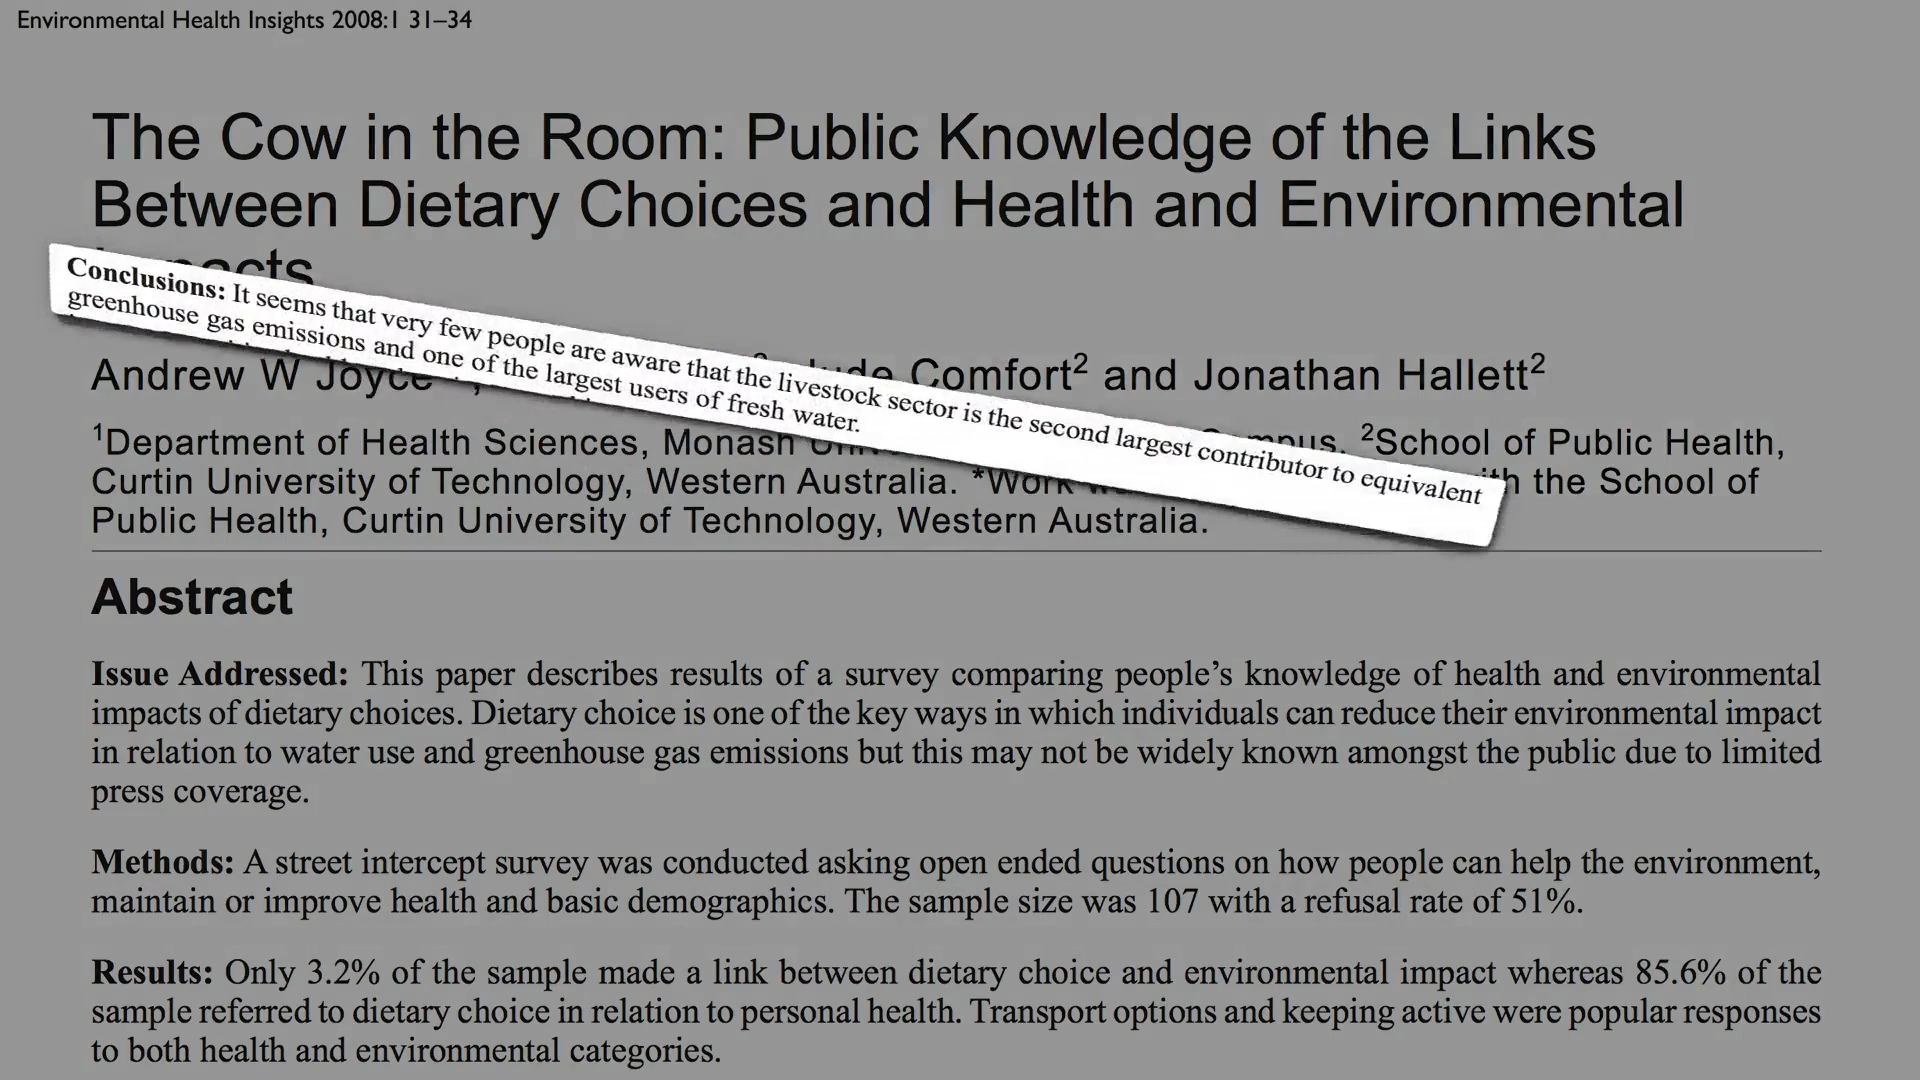 Environmental Health Insights 2008:1 31–34
The Cow in the Room: Public Knowledge of the Links
Between Dietary Choices and Health and Environmental
Conclusions: It seems that very few people are aware that the livestock sector is the second largest contributor to equivalent
greenhouse gas emissions and one of the largest users of fresh water.
Andrew W Joyce Comfort² and Jonathan Hallett²
¹Department of Health Sciences, Monash ²School of Public Health,
Curtin University of Technology, Western Australia. *Work the School of
Public Health, Curtin University of Technology, Western Australia.
Abstract
Issue Addressed: This paper describes results of a survey comparing people’s knowledge of health and environmental
impacts of dietary choices. Dietary choice is one of the key ways in which individuals can reduce their environmental impact
in relation to water use and greenhouse gas emissions but this may not be widely known amongst the public due to limited
press coverage.
Methods: A street intercept survey was conducted asking open ended questions on how people can help the environment,
maintain or improve health and basic demographics. The sample size was 107 with a refusal rate of 51%.
Results: Only 3.2% of the sample made a link between dietary choice and environmental impact whereas 85.6% of the
sample referred to dietary choice in relation to personal health. Transport options and keeping active were popular responses
to both health and environmental categories.